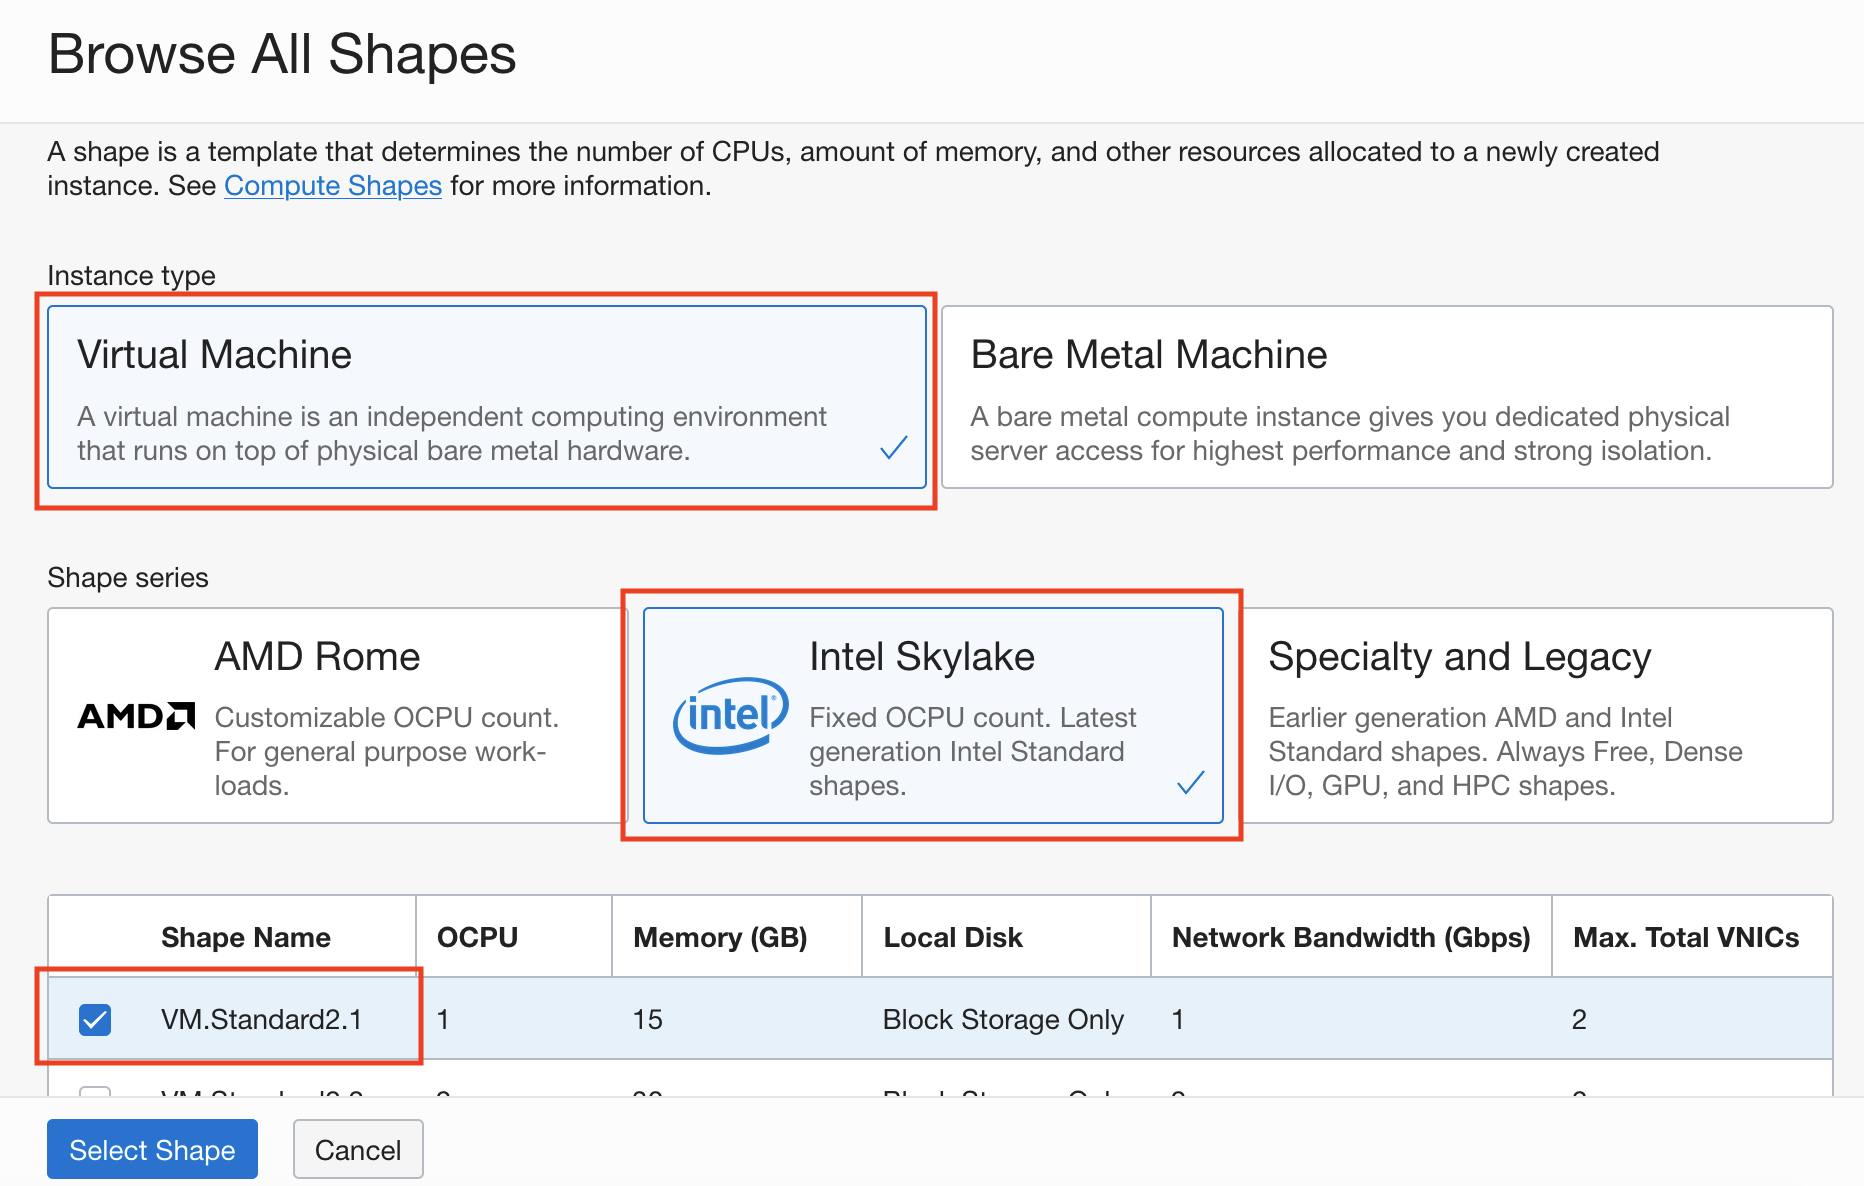 Browse All Shapes
A shape is a template that determines the number of CPUs, amount of memory, and other resources allocated to a newly created
instance. See Compute Shapes for more information.
Instance type
Virtual Machine
A virtual machine is an independent computing environment
that runs on top of physical bare metal hardware.
Bare Metal Machine
A bare metal compute instance gives you dedicated physical
server access for highest performance and strong isolation.
Shape series
AMD
AMD Rome
Customizable OCPU count.
For general purpose work-
loads.
intel®
Intel Skylake
Fixed OCPU count. Latest
generation Intel Standard
shapes.
Specialty and Legacy
Earlier generation AMD and Intel
Standard shapes. Always Free, Dense
I/O, GPU, and HPC shapes.
Shape Name OCPU Memory (GB) Local Disk Network Bandwidth (Gbps) Max. Total VNICs
VM.Standard2.1 1 15 Block Storage Only 1 2
Select Shape Cancel